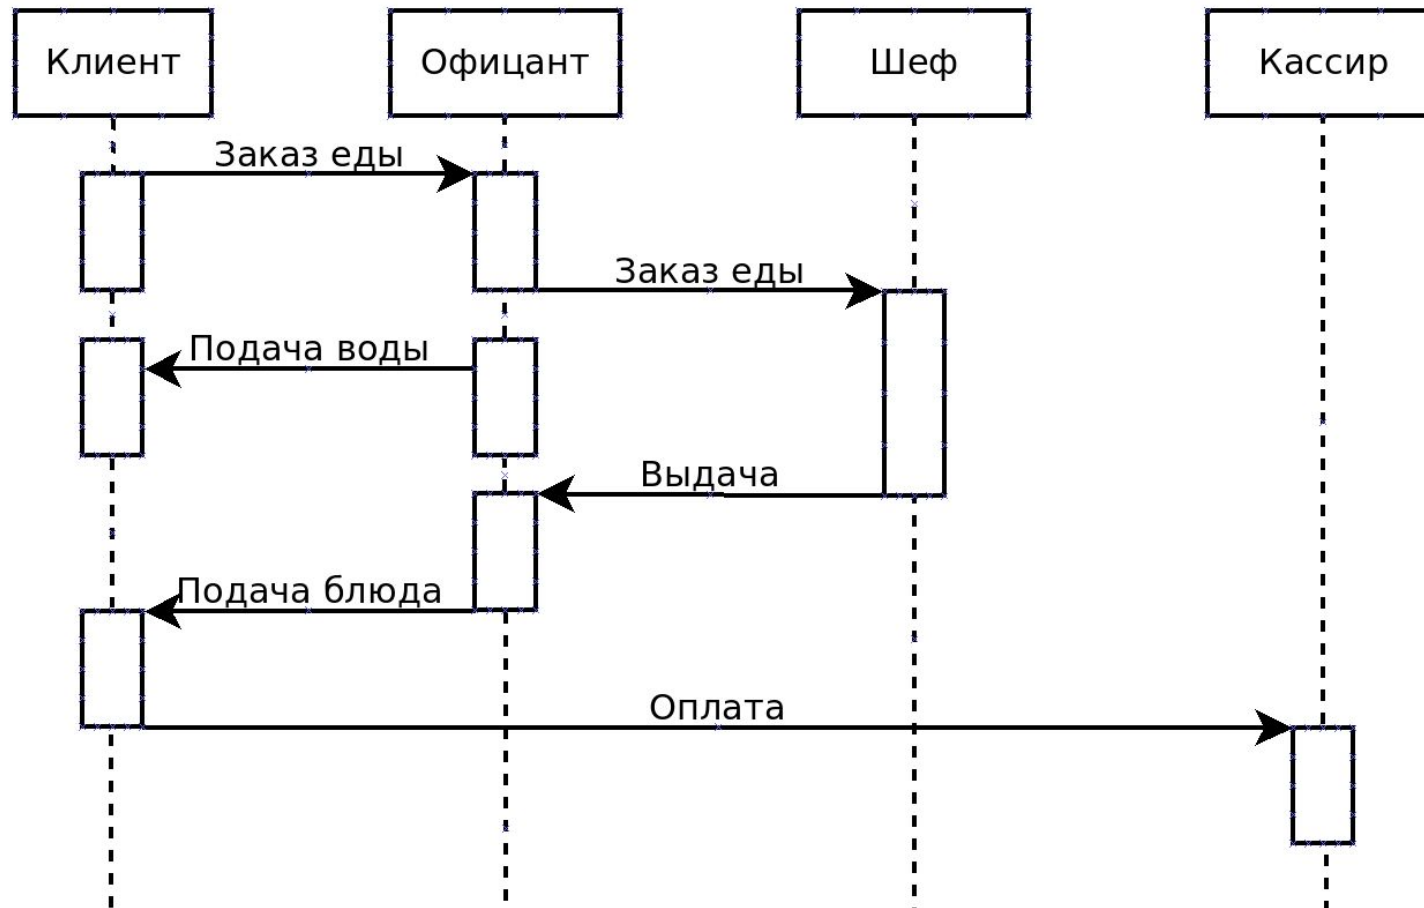 Клиент
Официант
Шеф
Кассир
Заказ еды
Заказ еды
Подача воды
Выдача
Подача блюда
Оплата